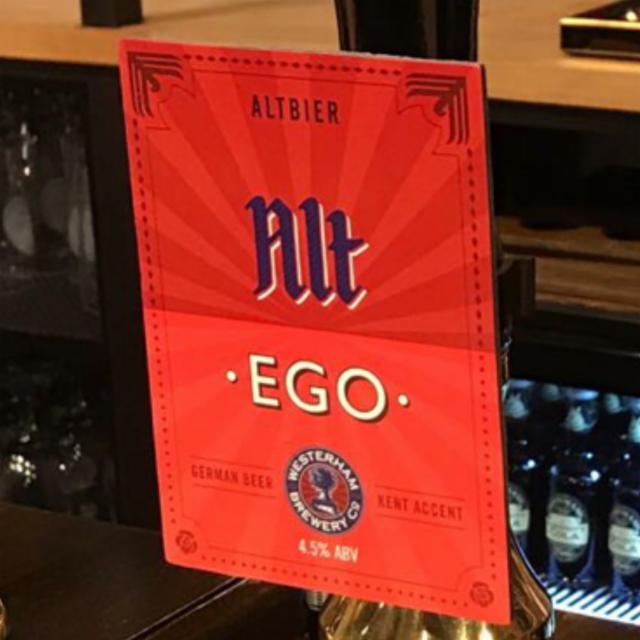 ALTBIER
Alt
·EGO·
GERMAN BEER
WESTERHAM
BREWERY Cº
KENT ACCENT
4.5% ABV